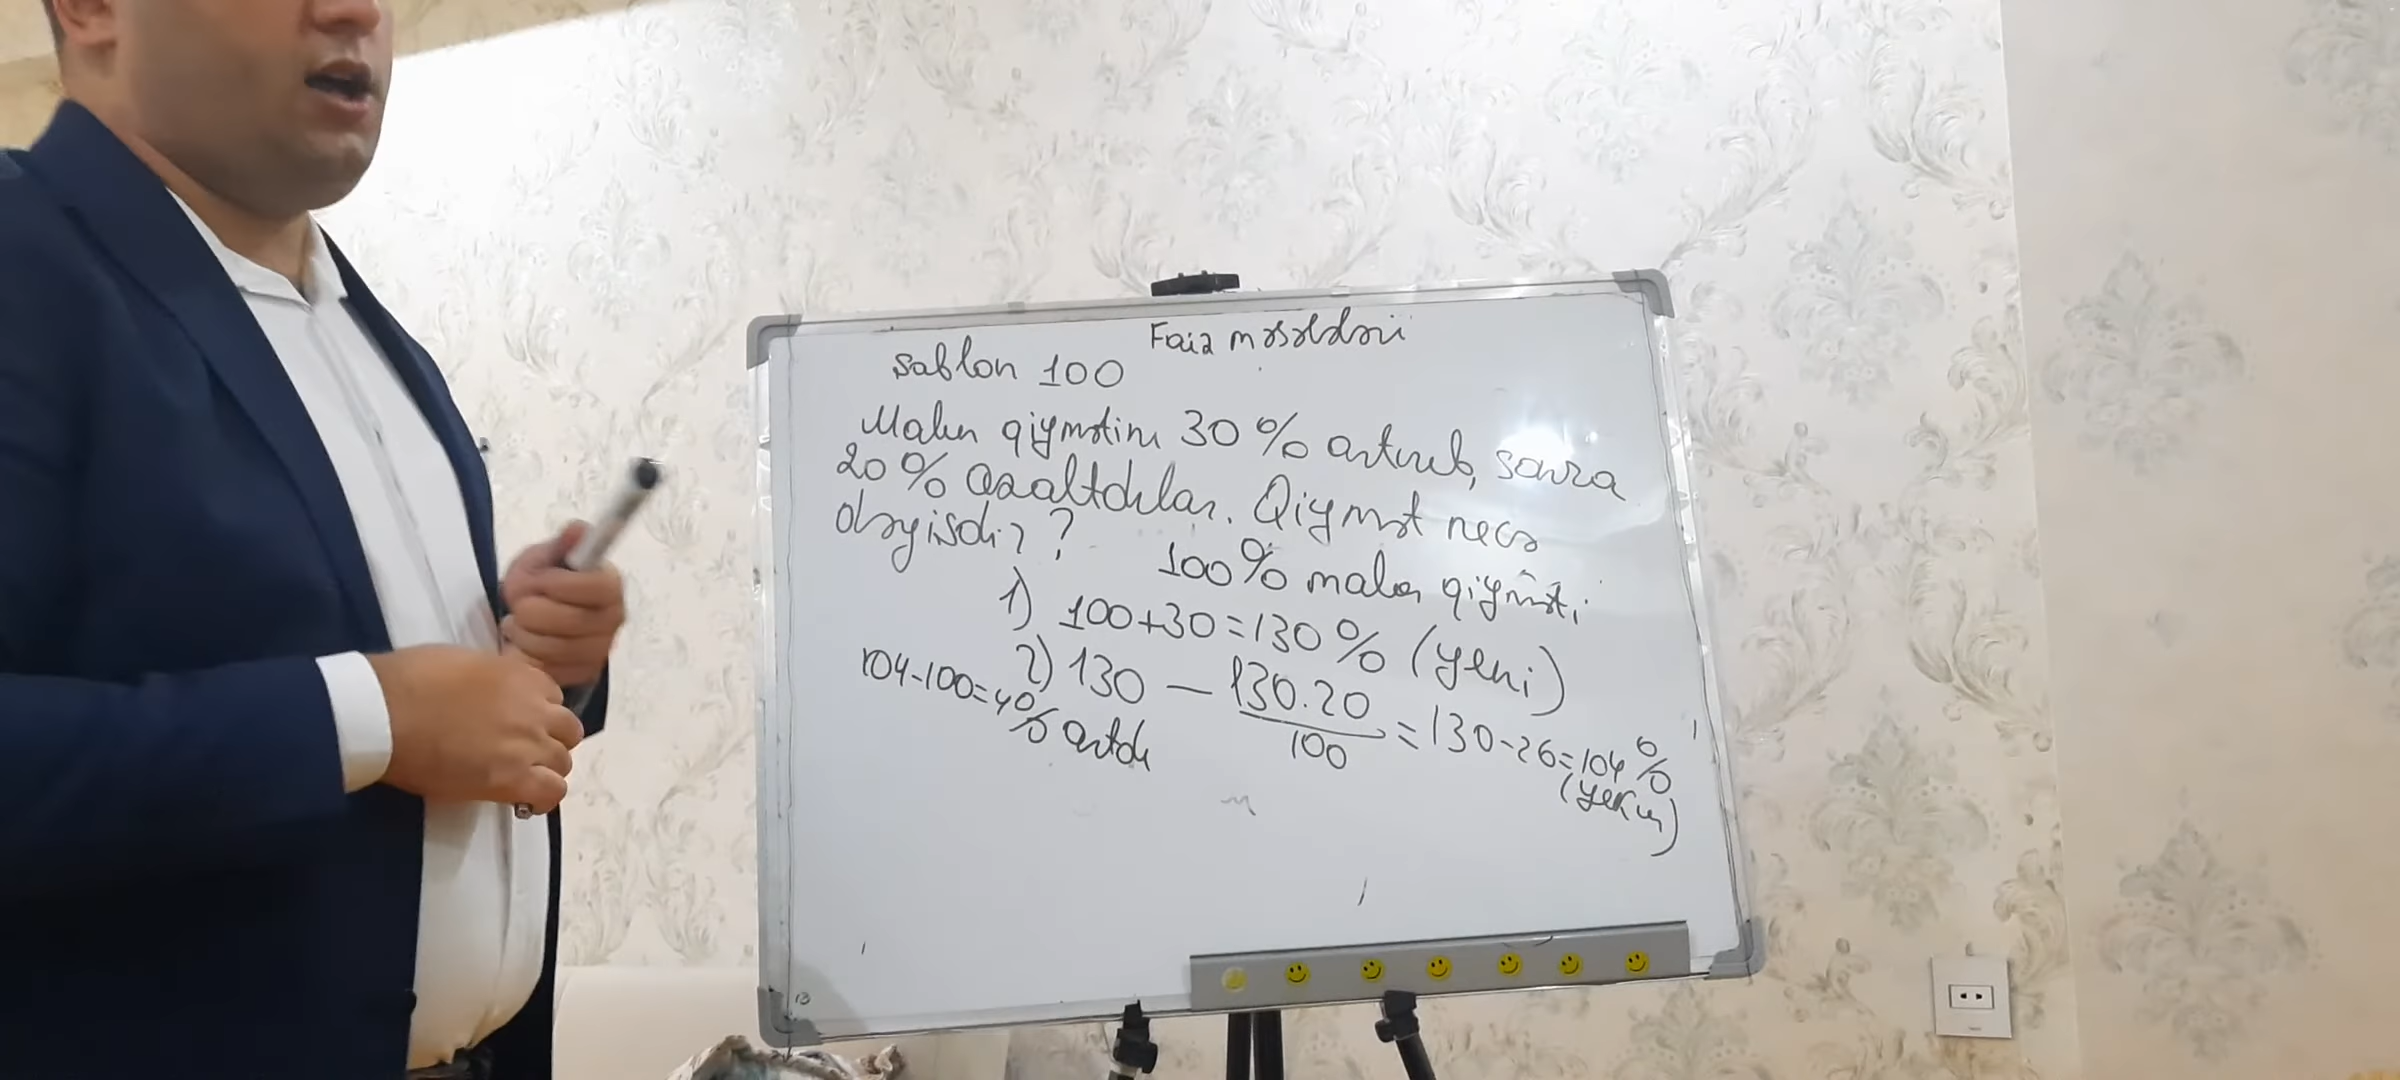 Faiz məsələləri
Şablon 100
Malın qiymətini 30% artırıb, sonra
20% azaltdılar. Qiymət necə
dəyişdi?
100% malın qiyməti
1) 100+30=130% (yeni)
2) 130 - 130.20/100 = 130-26=104%
(yekun)
104-100=4% artdı